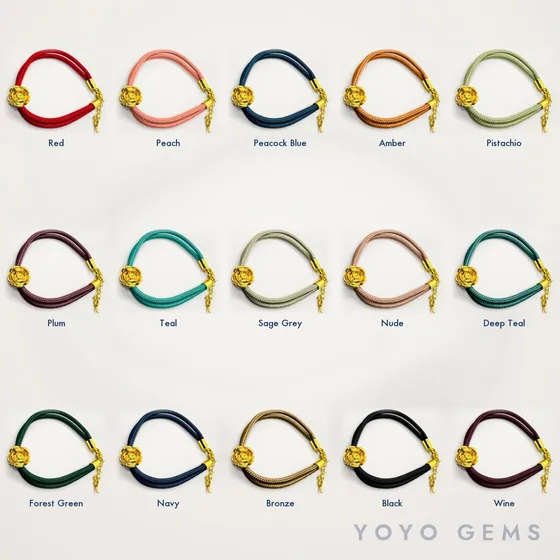 Red
Peach
Peacock Blue
Amber
Pistachio
Plum
Teal
Sage Grey
Nude
Deep Teal
Forest Green
Navy
Bronze
Black
Wine
YOYO GEMS